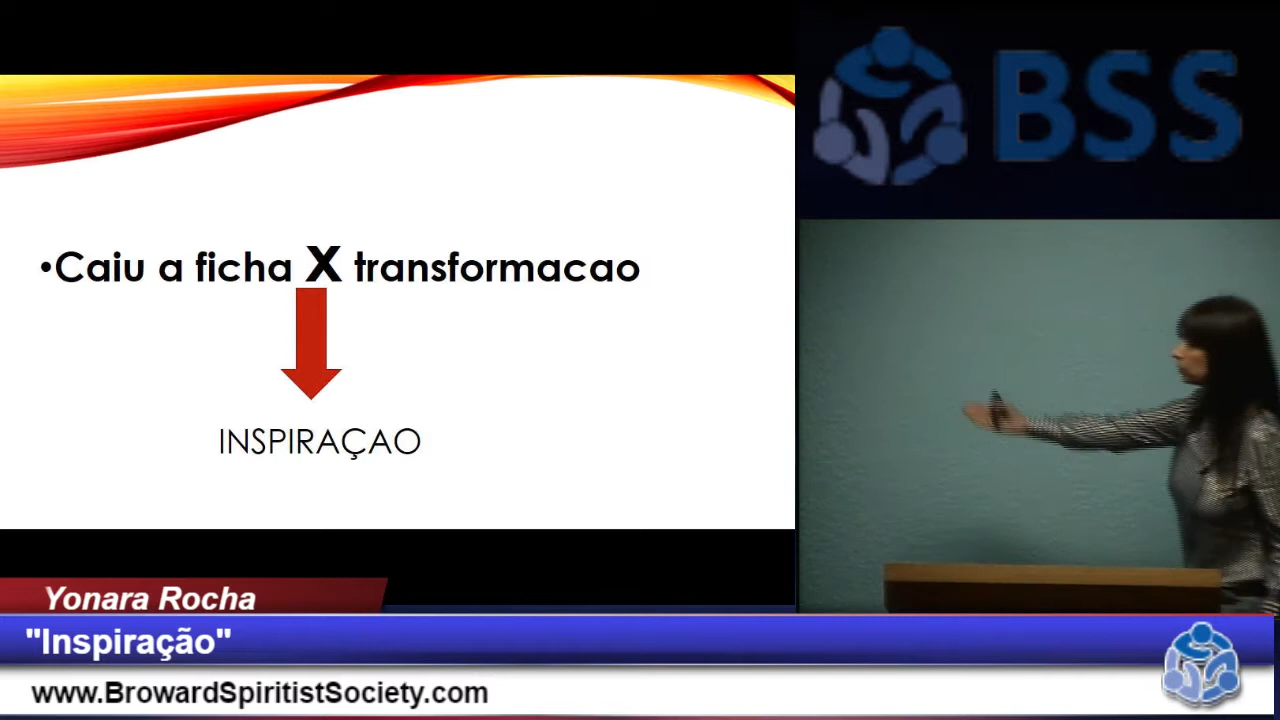 BSS
•Caiu a ficha X transformacao
INSPIRAÇAO
Yonara Rocha
"Inspiração"
www.BrowardSpiritistSociety.com